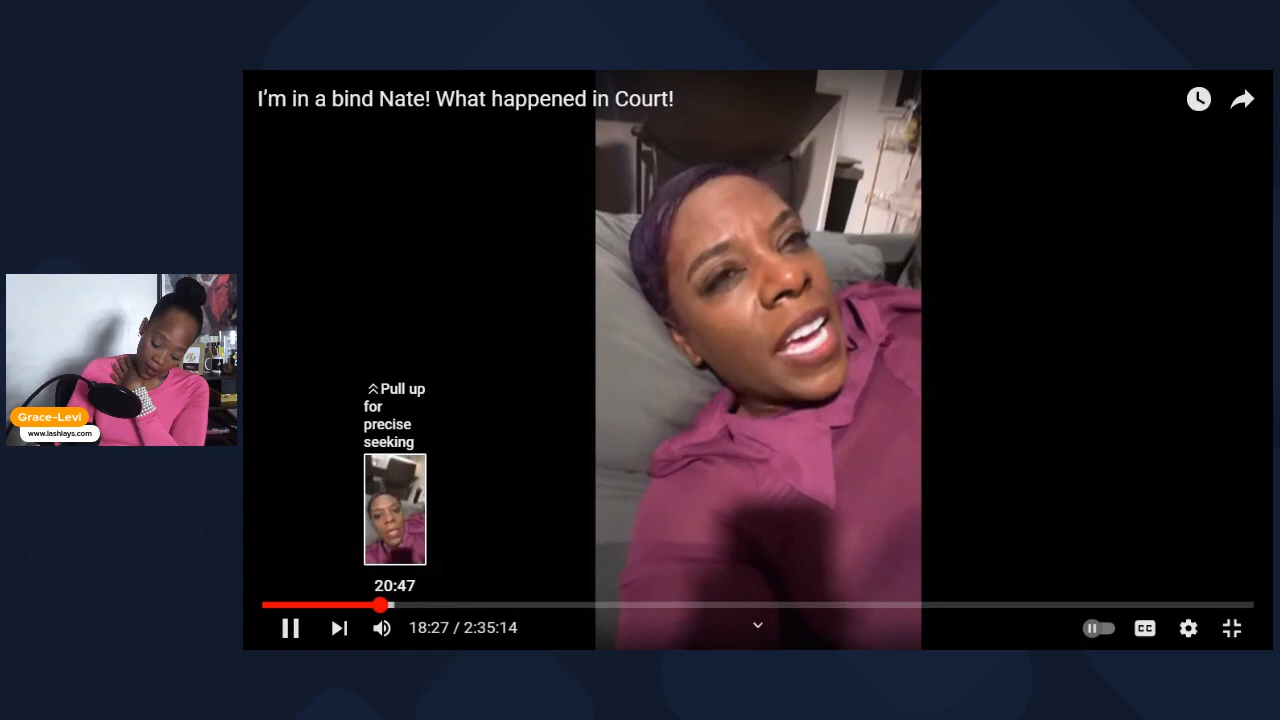 I'm in a bind Nate! What happened in Court!
Pull up
for
precise
seeking
Grace-Levi
www.lashlays.com
20:47
18:27 / 2:35:14
CC